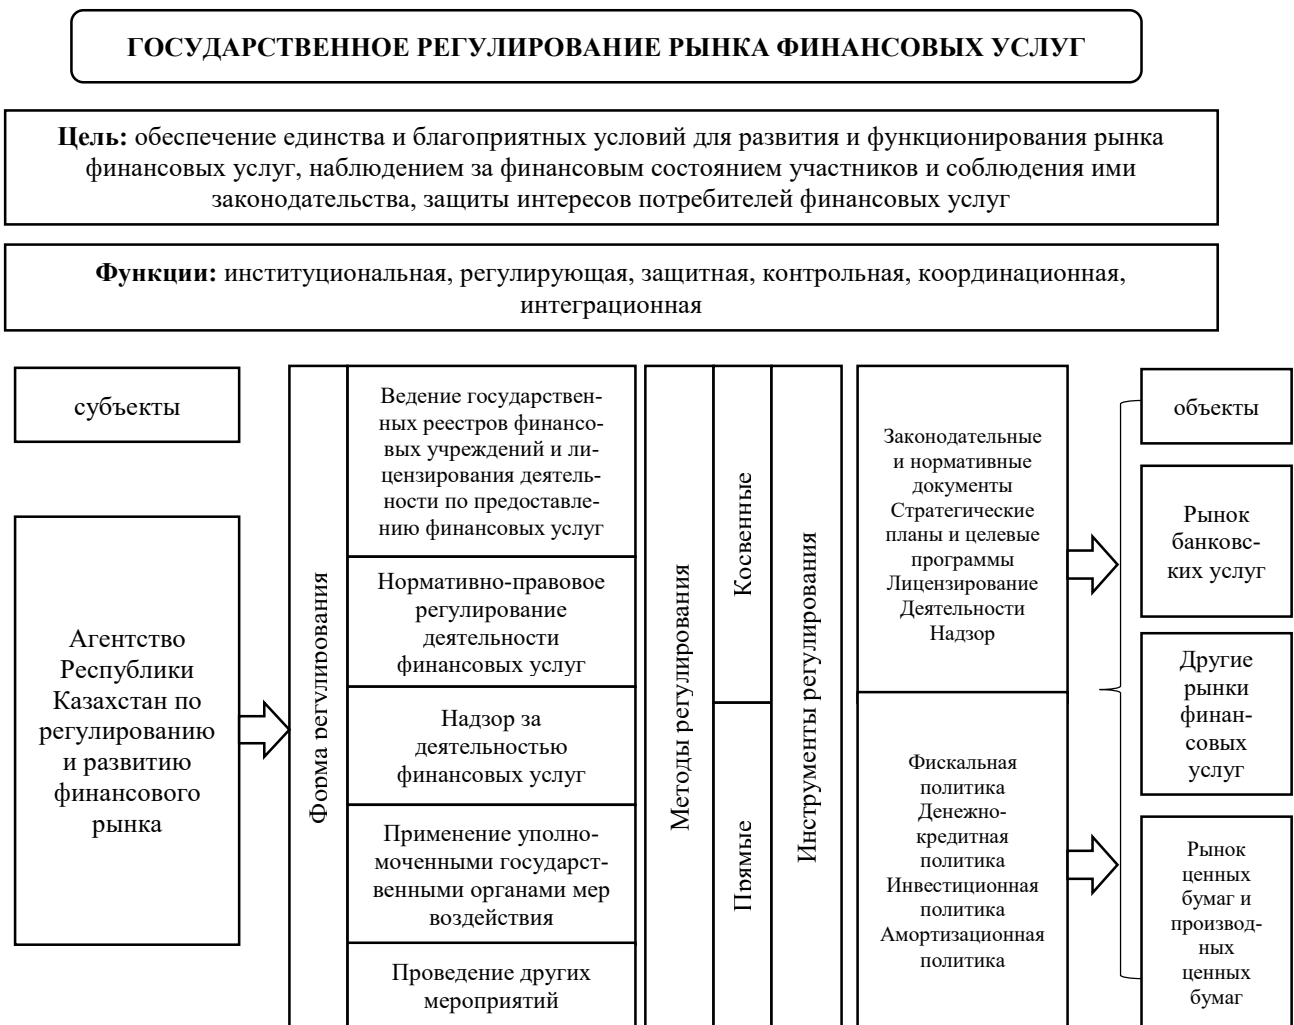 ГОСУДАРСТВЕННОЕ РЕГУЛИРОВАНИЕ РЫНКА ФИНАНСОВЫХ УСЛУГ
Цель: обеспечение единства и благоприятных условий для развития и функционирования рынка
финансовых услуг, наблюдением за финансовым состоянием участников и соблюдения ими
законодательства, защиты интересов потребителей финансовых услуг
Функции: институциональная, регулирующая, защитная, контрольная, координационная,
интеграционная
субъекты
Агентство
Республики
Казахстан по
регулированию
и развитию
финансового
рынка
Форма регулирования
Ведение государствен-
ных реестров финансо-
вых учреждений и ли-
цензирования деятель-
ности по предоставле-
нию финансовых услуг
Нормативно-правовое
регулирование
деятельности
финансовых услуг
Надзор за
деятельностью
финансовых услуг
Применение уполно-
моченными государст-
венными органами мер
воздействия
Проведение других
мероприятий
Методы регулирования
Косвенные
Прямые
Инструменты регулирования
Законодательные
и нормативные
документы
Стратегические
планы и целевые
программы
Лицензирование
Деятельности
Надзор
Фискальная
политика
Денежно-
кредитная
политика
Инвестиционная
политика
Амортизационная
политика
объекты
Рынок
банковс-
ких услуг
Другие
рынки
финан-
совых
услуг
Рынок
ценных
бумаг и
производ-
ных
ценных
бумаг